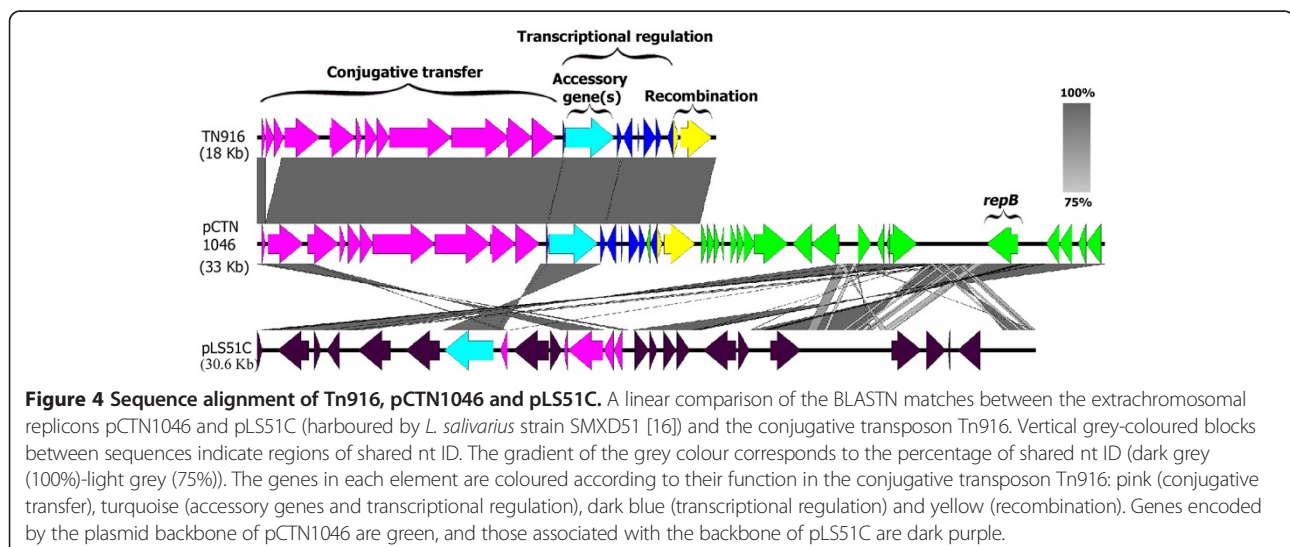 Transcriptional regulation
Conjugative transfer
Accessory
gene(s)
Recombination
100%
TN916
(18 Kb)
75%
repB
pCTN
1046
(33 Kb)
pLS51C
(30.6 Kb)
Figure 4 Sequence alignment of Tn916, pCTN1046 and pLS51C. A linear comparison of the BLASTN matches between the extrachromosomal
replicons pCTN1046 and pLS51C (harboured by L. salivarius strain SMXD51 [16]) and the conjugative transposon Tn916. Vertical grey-coloured blocks
between sequences indicate regions of shared nt ID. The gradient of the grey colour corresponds to the percentage of shared nt ID (dark grey
(100%)-light grey (75%)). The genes in each element are coloured according to their function in the conjugative transposon Tn916: pink (conjugative
transfer), turquoise (accessory genes and transcriptional regulation), dark blue (transcriptional regulation) and yellow (recombination). Genes encoded
by the plasmid backbone of pCTN1046 are green, and those associated with the backbone of pLS51C are dark purple.